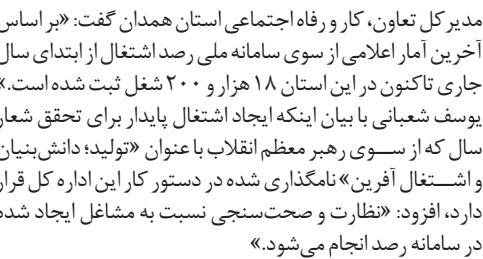 مدیرکل تعاون، کار و رفاه اجتماعی استان همدان گفت: «بر اساس
آخرین آمار اعلامی از سوی سامانه ملی رصد اشتغال از ابتدای سال
جاری تاکنون در این استان ۱۸ هزار و ۲۰۰ شغل ثبت شده است.»
یوسف شعبانی با بیان اینکه ایجاد اشتغال پایدار برای تحقق شعار
سال که از ســوی رهبر معظم انقلاب با عنوان «تولید؛ دانش‌بنیان
و اشــتغال آفرین» نامگذاری شده در دستور کار این اداره کل قرار
دارد، افزود: «نظارت و صحت‌سنجی نسبت به مشاغل ایجاد شده
در سامانه رصد انجام می‌شود.»